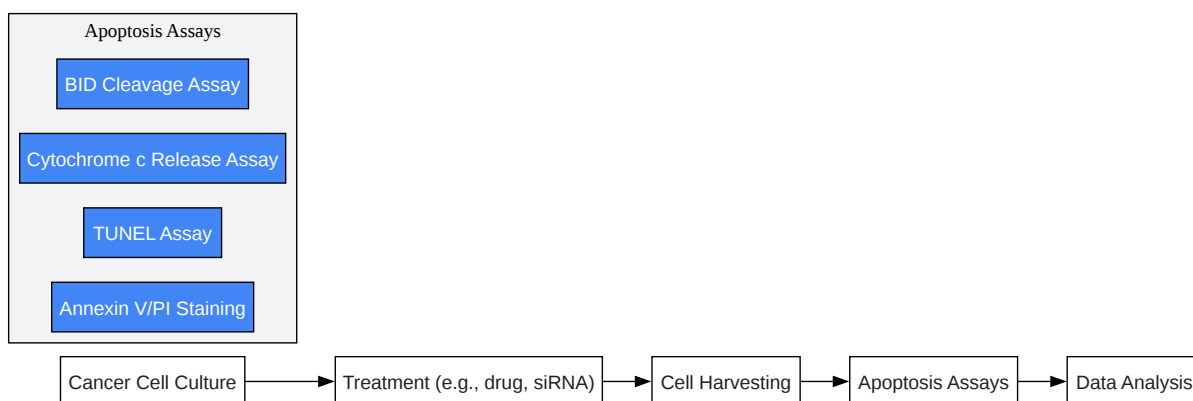 Apoptosis Assays
BID Cleavage Assay
Cytochrome c Release Assay
TUNEL Assay
Annexin V/PI Staining
Cancer Cell Culture
Treatment (e.g., drug, siRNA)
Cell Harvesting
Apoptosis Assays
Data Analysis